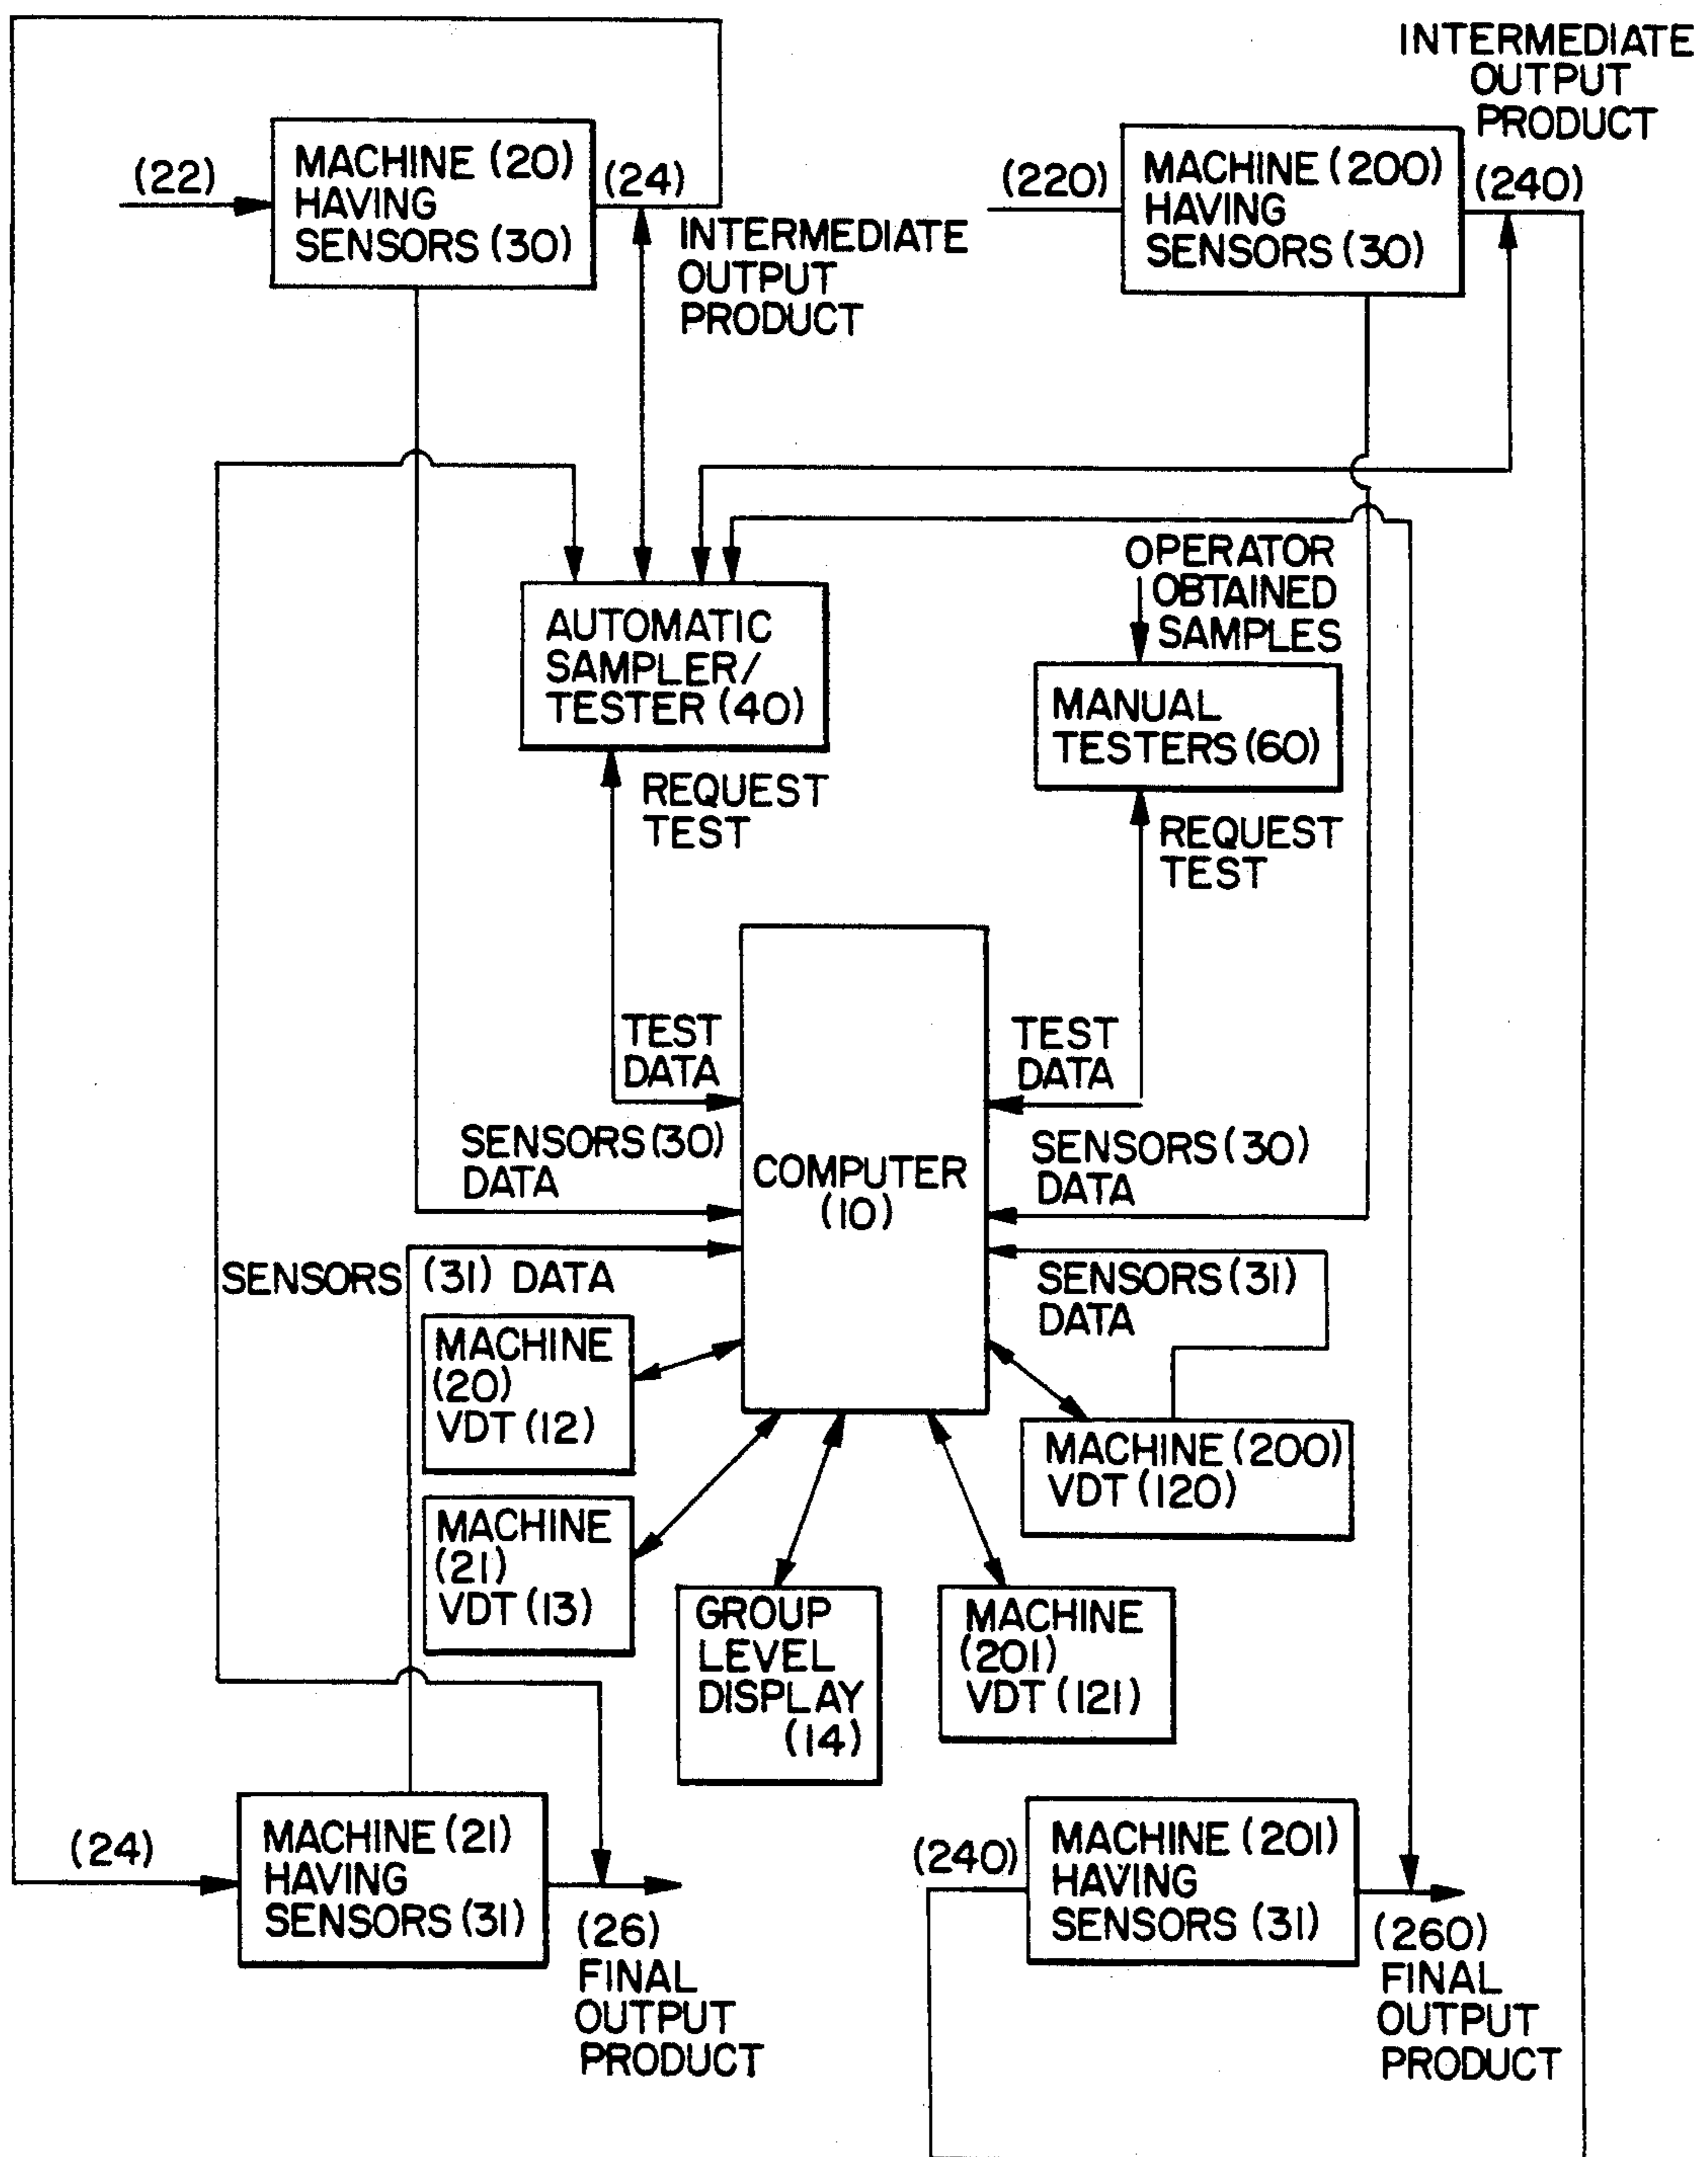 INTERMEDIATE
OUTPUT
PRODUCT
(22)
MACHINE (20)
HAVING
SENSORS (30)
(24)
INTERMEDIATE
OUTPUT
PRODUCT
(220)
MACHINE (200)
HAVING
SENSORS (30)
(240)
AUTOMATIC
SAMPLER/
TESTER (40)
OPERATOR
OBTAINED
SAMPLES
MANUAL
TESTERS (60)
REQUEST
TEST
REQUEST
TEST
TEST
DATA
TEST
DATA
SENSORS (30)
DATA
COMPUTER
(10)
SENSORS (30)
DATA
SENSORS (31) DATA
SENSORS (31)
DATA
MACHINE
(20)
VDT (12)
MACHINE (200)
VDT (120)
MACHINE
(21)
VDT (13)
GROUP
LEVEL
DISPLAY
(14)
MACHINE
(201)
VDT (121)
(24)
MACHINE (21)
HAVING
SENSORS (31)
(26)
FINAL
OUTPUT
PRODUCT
(240)
MACHINE (201)
HAVING
SENSORS (31)
(260)
FINAL
OUTPUT
PRODUCT